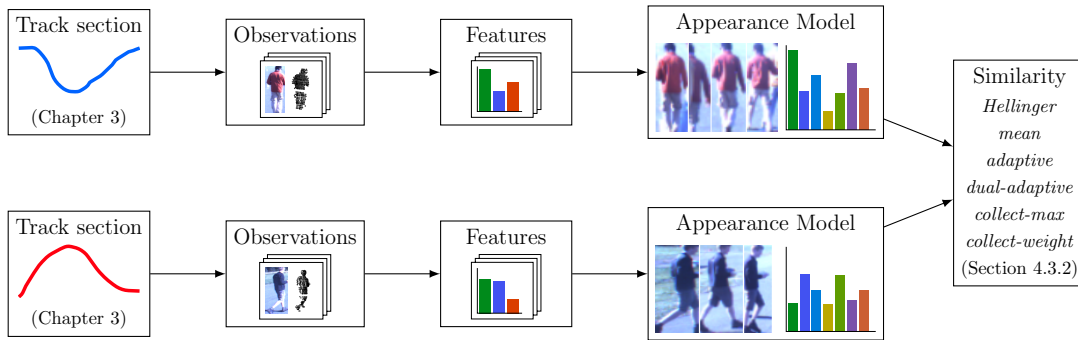 Track section
(Chapter 3)
Observations
Features
Appearance Model
Similarity
Hellinger
mean
adaptive
dual-adaptive
collect-max
collect-weight
(Section 4.3.2)
Track section
(Chapter 3)
Observations
Features
Appearance Model